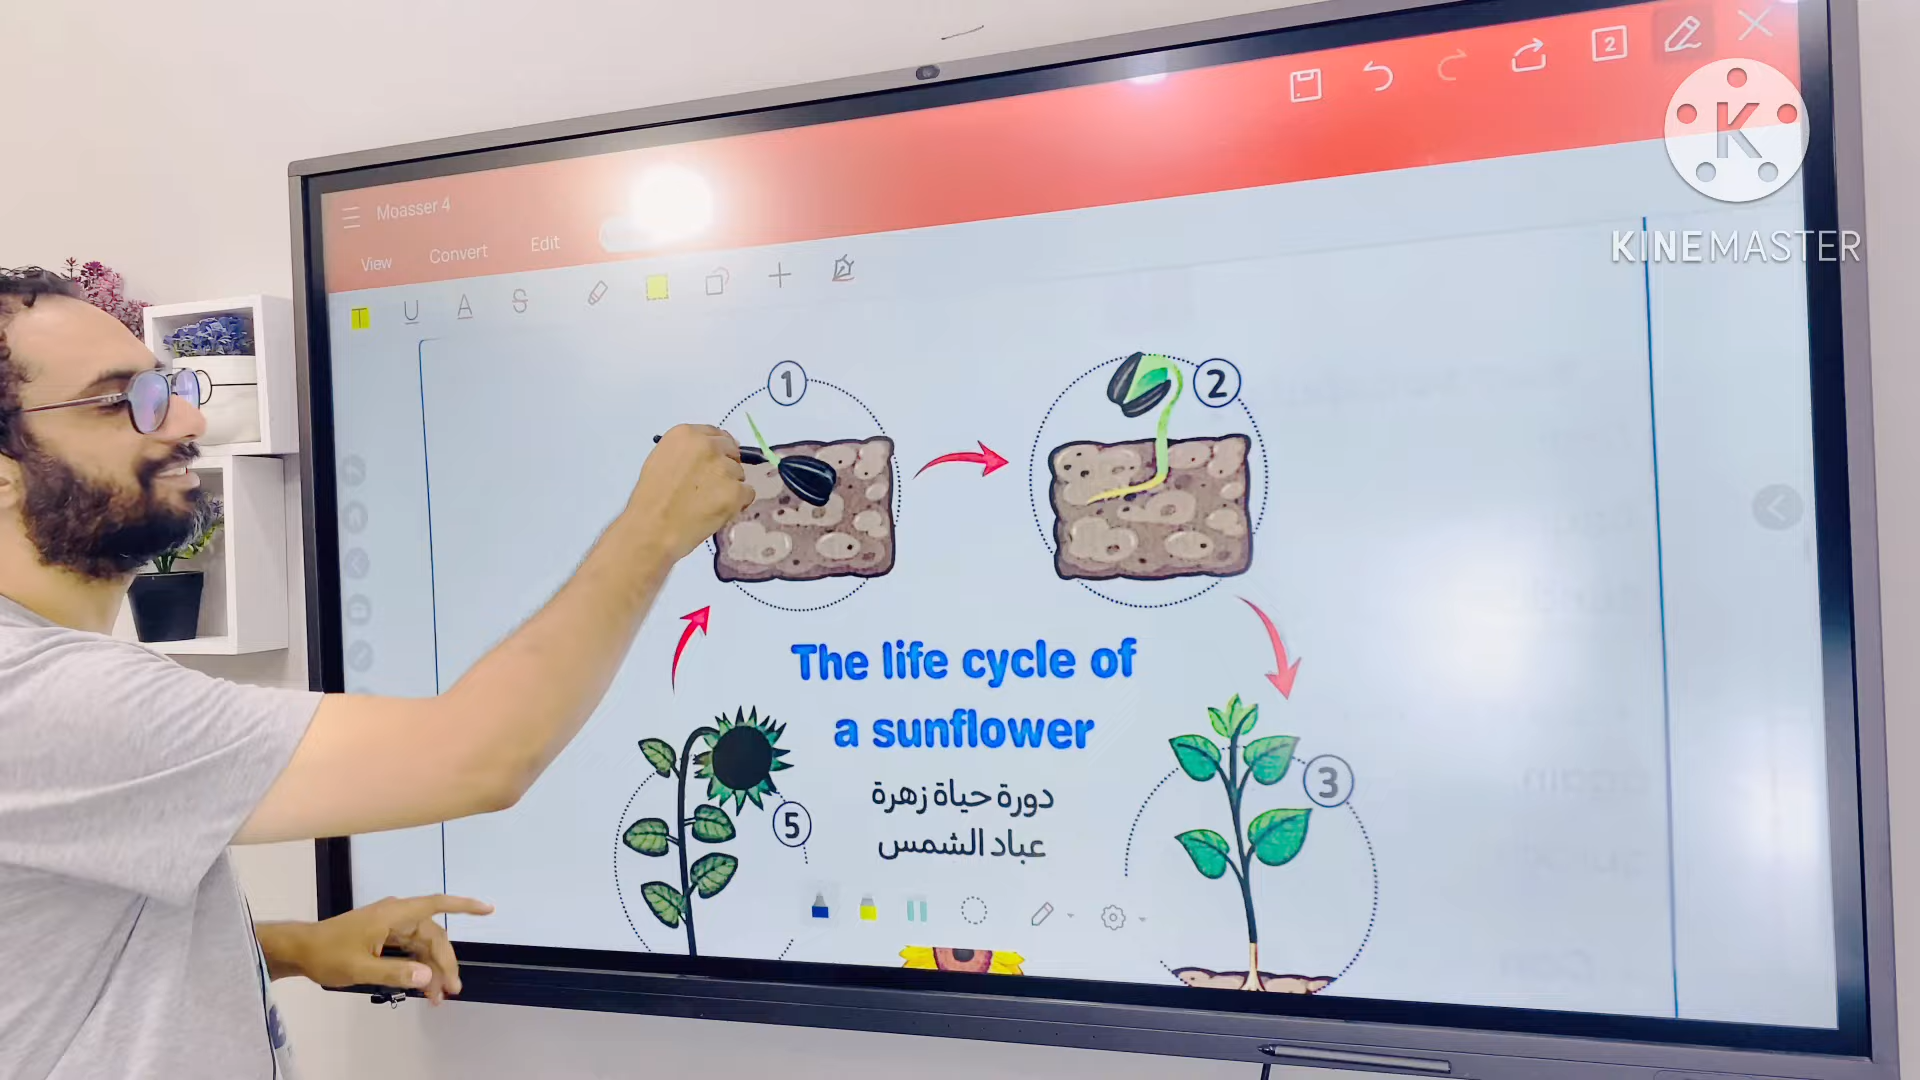 2
K
KINEMASTER
Moasser 4
View
Convert
Edit
T
U
A
S
1
2
The life cycle of
a sunflower
دورة حياة زهرة
عباد الشمس
3
5